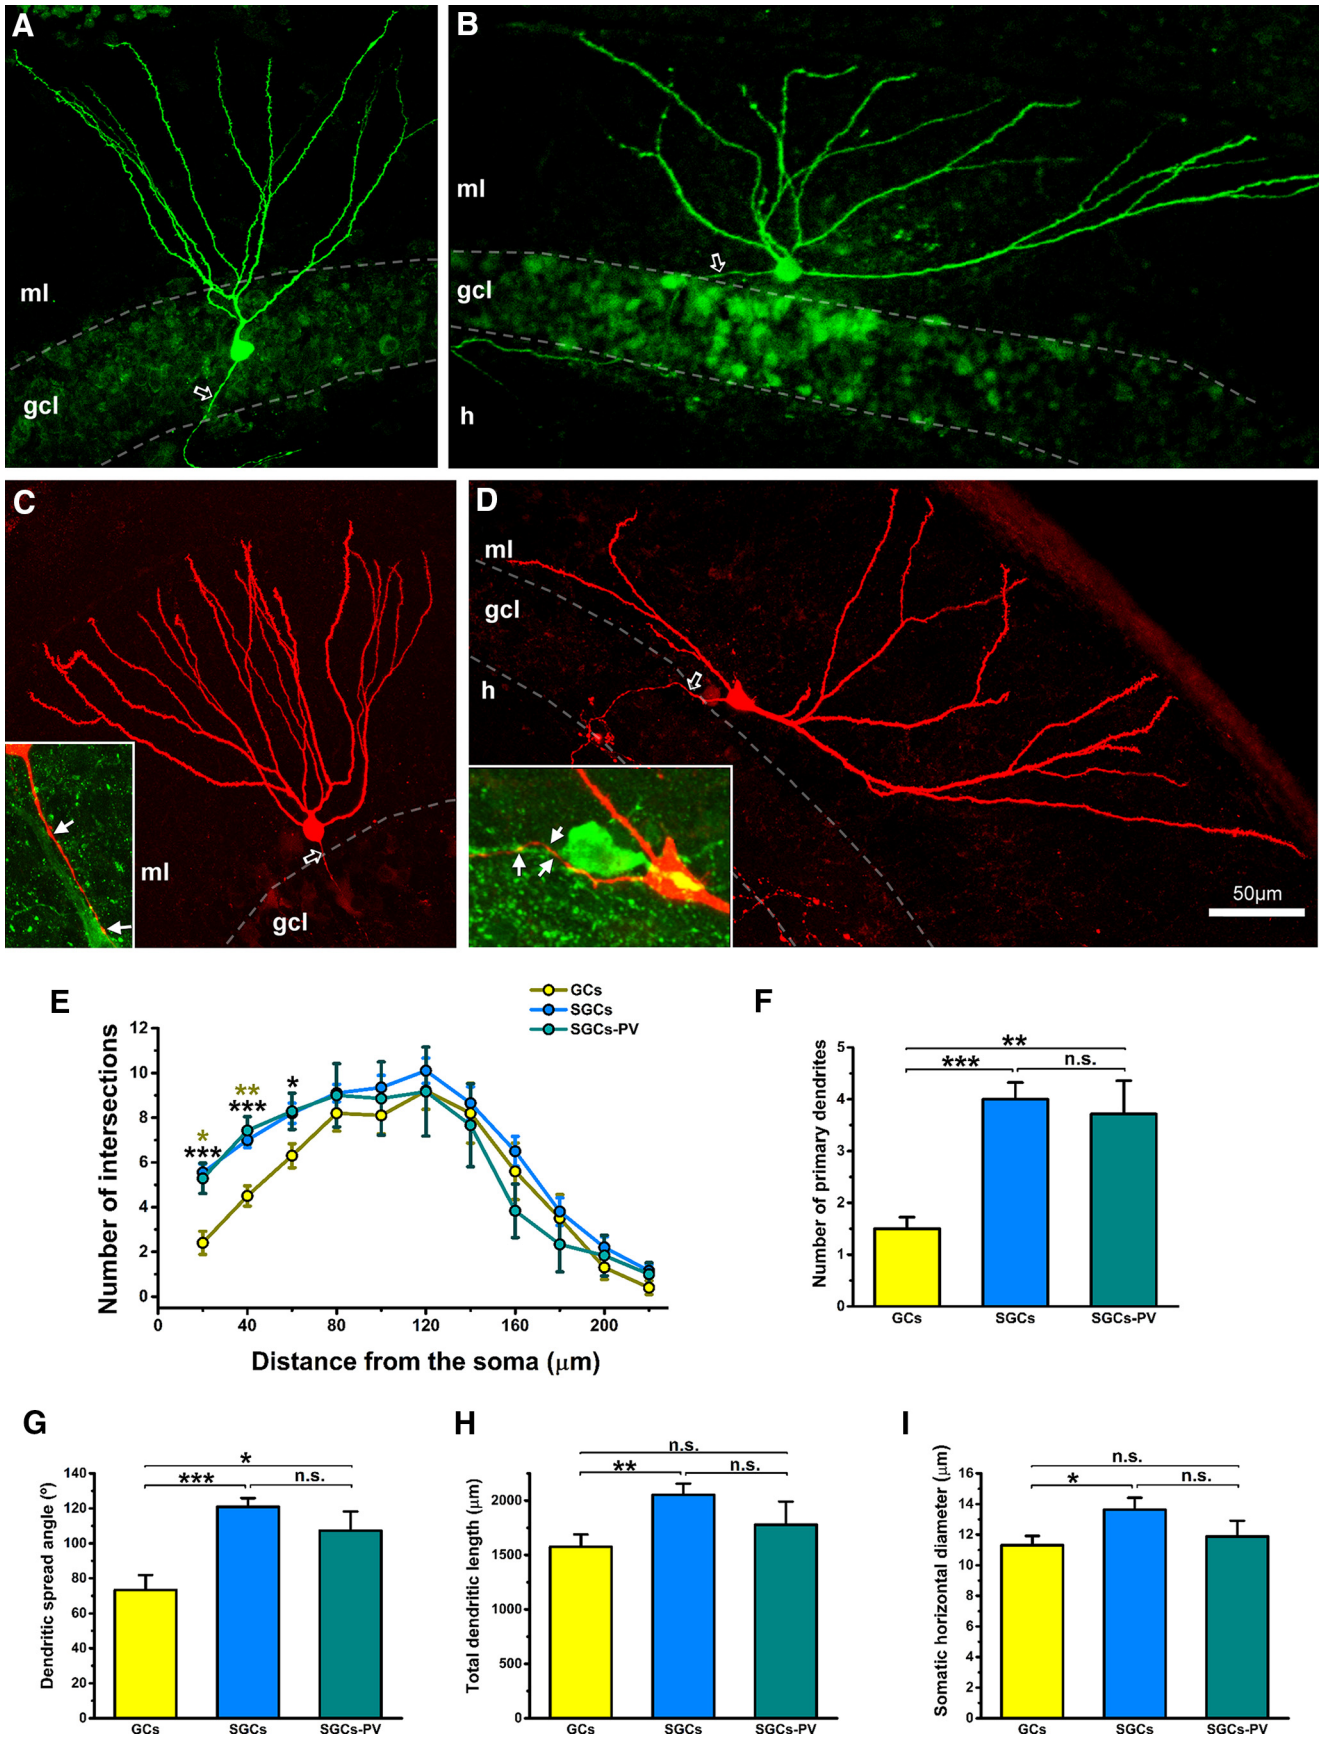 A
ml
gcl
B
ml
gcl
h
C
ml
gcl
D
ml
gcl
h
50µm
E
GCs
SGCs
SGCs-PV
Number of intersections
12
10
8
6
4
2
0
*
***
**
***
*
0 40 80 120 160 200
Distance from the soma (µm)
F
Number of primary dendrites
5
4
3
2
1
0
**
*** n.s.
GCs SGCs SGCs-PV
G
Dendritic spread angle (º)
140
120
100
80
60
40
20
0
*
*** n.s.
GCs SGCs SGCs-PV
H
Total dendritic length (µm)
2000
1500
1000
500
0
n.s.
** n.s.
GCs SGCs SGCs-PV
I
Somatic horizontal diameter (µm)
16
14
12
10
8
6
4
2
0
n.s.
* n.s.
GCs SGCs SGCs-PV